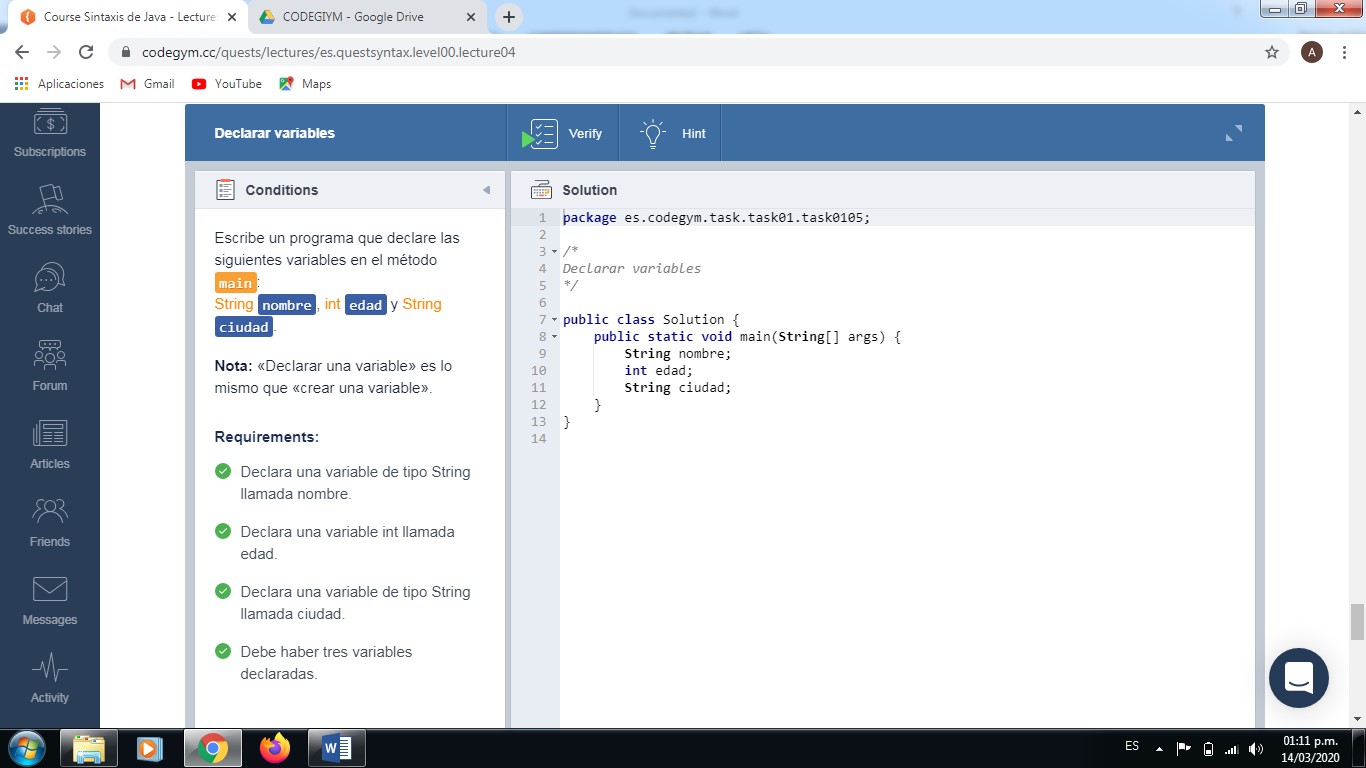 Course Sintaxis de Java - Lecture
CODEGIYM - Google Drive
codegym.cc/quests/lectures/es.questsyntax.level00.lecture04
A
Aplicaciones
Gmail
YouTube
Maps
Subscriptions
Success stories
Chat
Forum
Articles
Friends
Messages
Activity
Declarar variables
Verify
Hint
Conditions
Escribe un programa que declare las
siguientes variables en el método
main:
String nombre, int edad y String
ciudad.
Nota: «Declarar una variable» es lo
mismo que «crear una variable».
Requirements:
Declara una variable de tipo String
llamada nombre.
Declara una variable int llamada
edad.
Declara una variable de tipo String
llamada ciudad.
Debe haber tres variables
declaradas.
Solution
1 package es.codegym.task.task01.task0105;
2
3 /*
4 Declarar variables
5 */
6
7 public class Solution {
8 public static void main(String[] args) {
9 String nombre;
10 int edad;
11 String ciudad;
12 }
13 }
14
ES
01:11 p.m.
14/03/2020